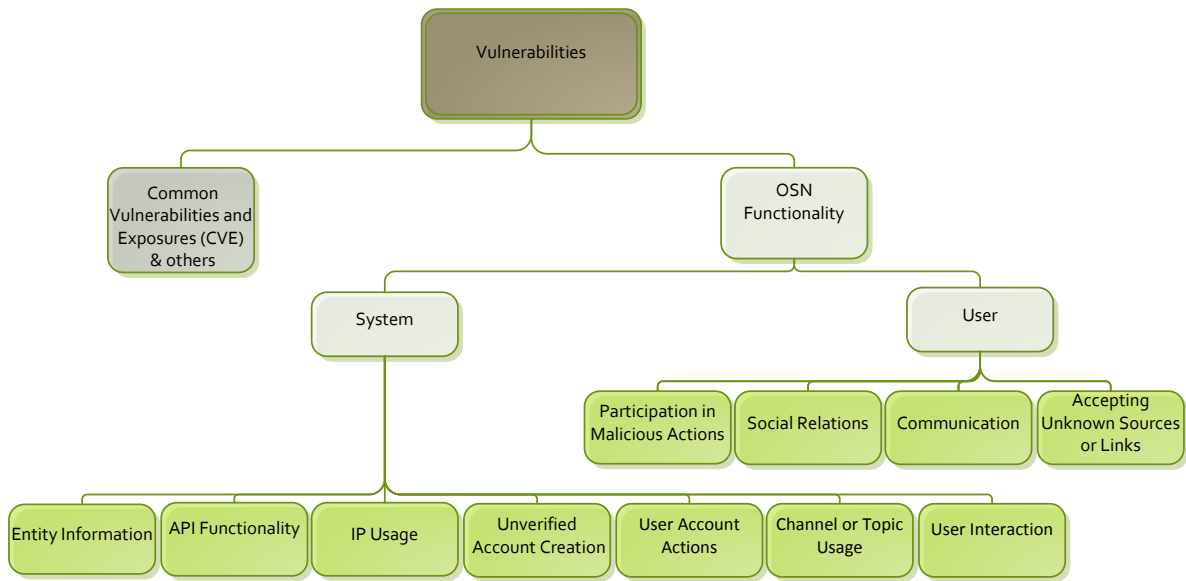 Vulnerabilities
Common
Vulnerabilities and
Exposures (CVE)
& others
OSN
Functionality
System
User
Participation in
Malicious Actions
Social Relations
Communication
Accepting
Unknown Sources
or Links
Entity Information
API Functionality
IP Usage
Unverified
Account Creation
User Account
Actions
Channel or Topic
Usage
User Interaction